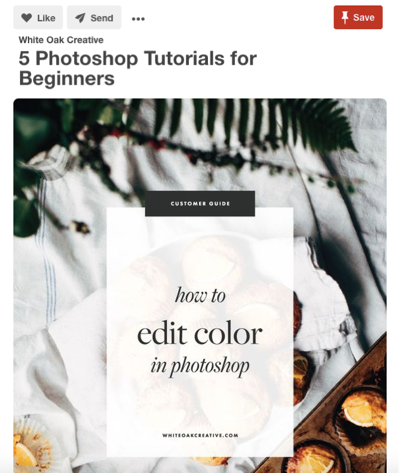 Like
Send
Save
White Oak Creative
5 Photoshop Tutorials for
Beginners
CUSTOMER GUIDE
how to
edit color
in photoshop
WHITEOAKCREATIVE.COM